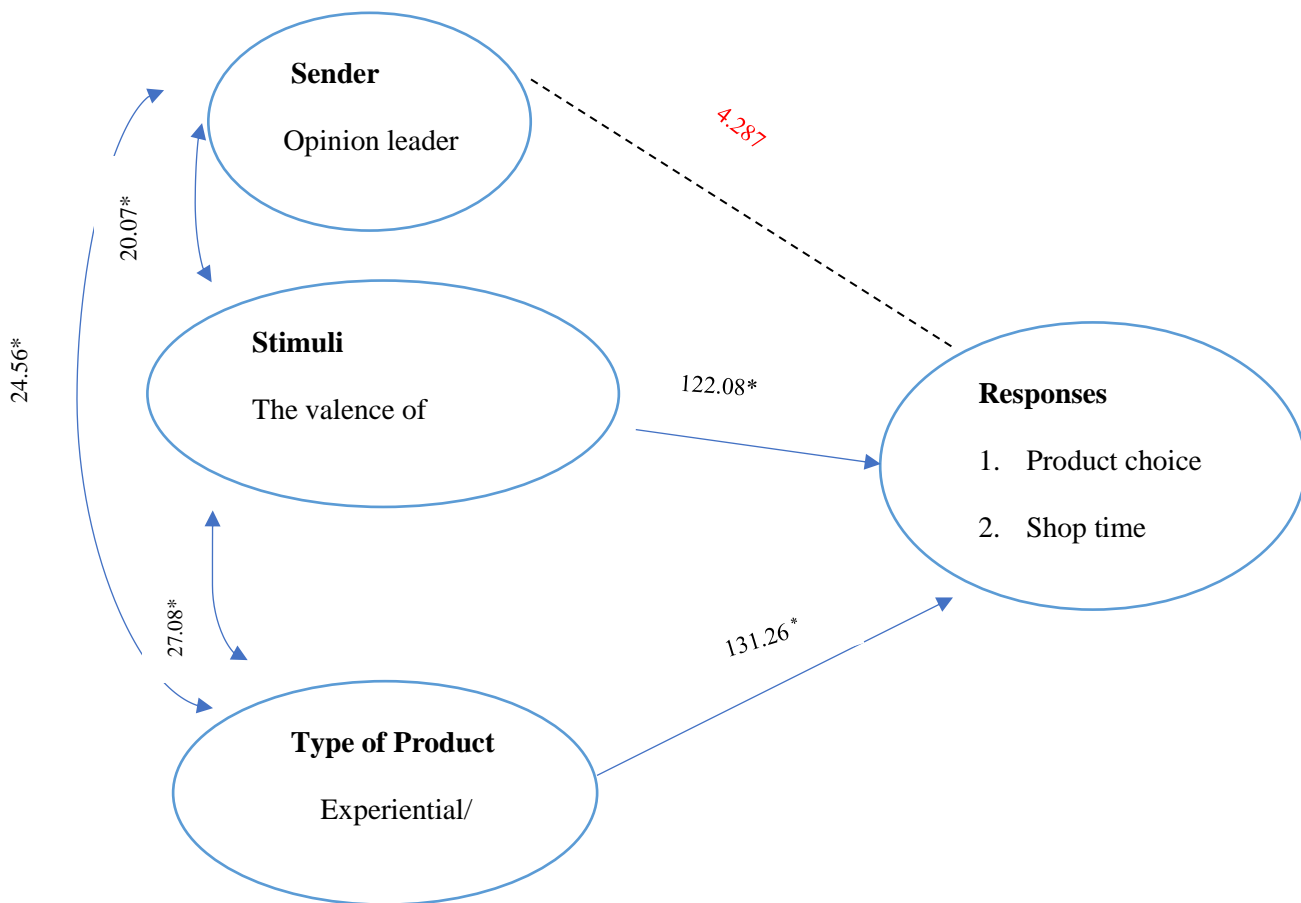 Sender
Opinion leader
4.287
20.07*
24.56*
Stimuli
The valence of
122.08*
Responses
1. Product choice
2. Shop time
27.08*
131.26*
Type of Product
Experiential/